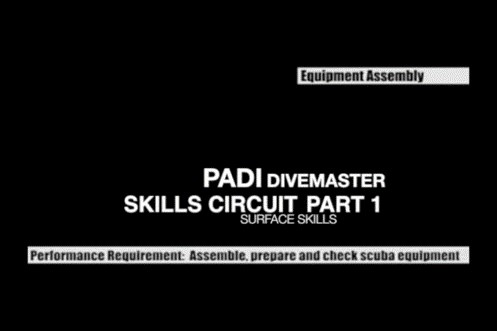 Equipment Assembly
PADI DIVEMASTER
SKILLS CIRCUIT PART 1
SURFACE SKILLS
Performance Requirement: Assemble, prepare and check scuba equipment